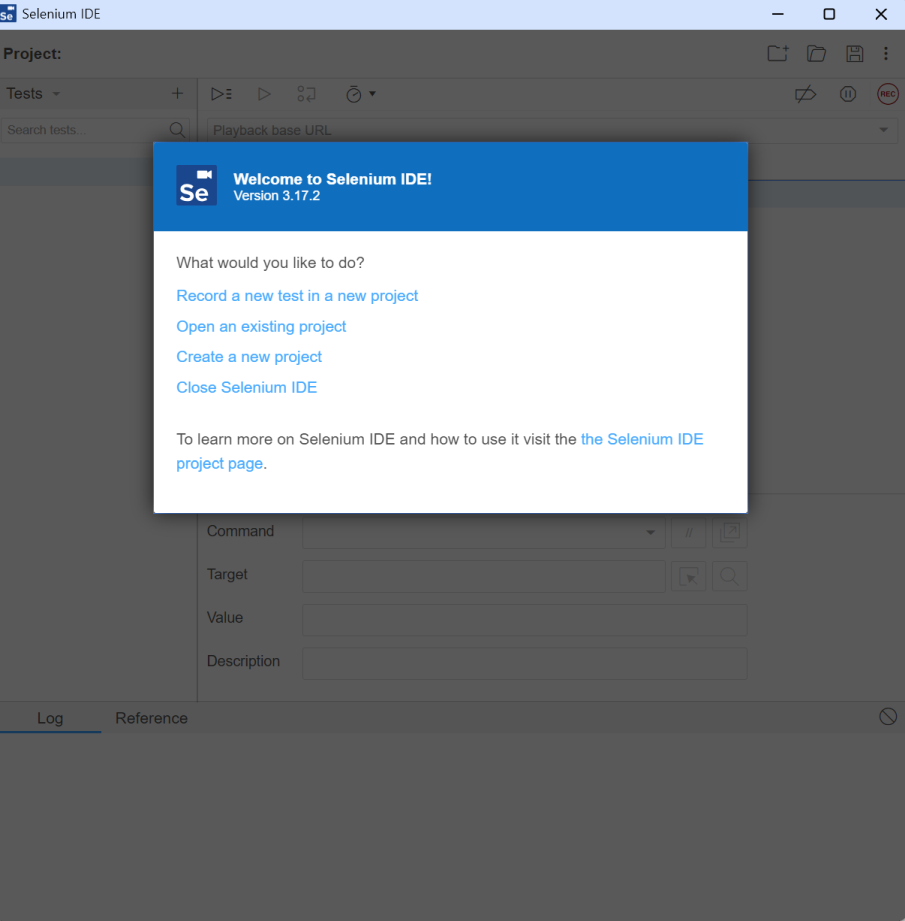 Se Selenium IDE
Project:
Tests
REC
Search tests...
Playback base URL
Se
Welcome to Selenium IDE!
Version 3.17.2
What would you like to do?
Record a new test in a new project
Open an existing project
Create a new project
Close Selenium IDE
To learn more on Selenium IDE and how to use it visit the the Selenium IDE
project page.
Command
//
Target
Value
Description
Log Reference